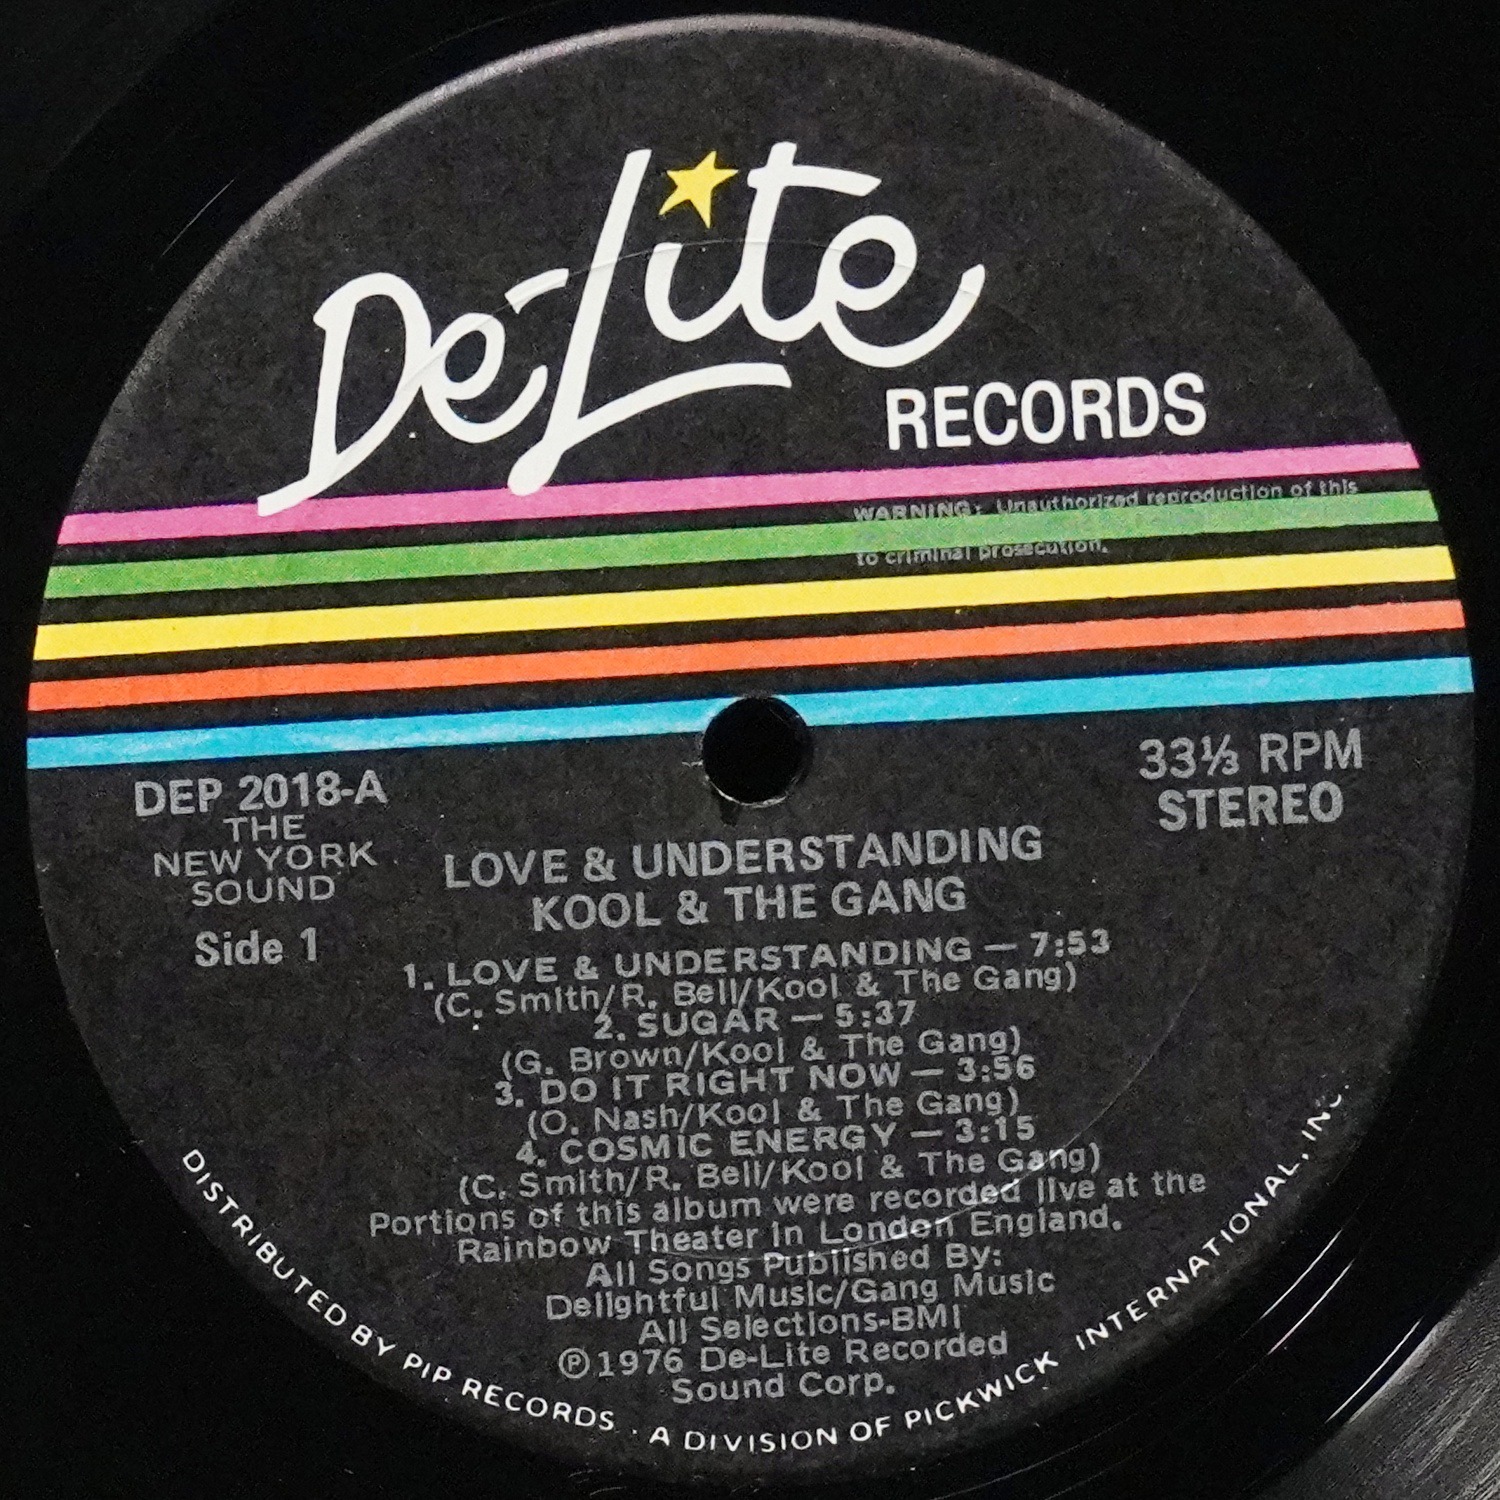 De-Lite
RECORDS
WARNING: Unauthorized reproduction of this
to criminal prosecution.
DEP 2018-A
THE
NEW YORK
SOUND
Side 1
33⅓ RPM
STEREO
LOVE & UNDERSTANDING
KOOL & THE GANG
1. LOVE & UNDERSTANDING — 7:53
(C. Smith/R. Bell/Kool & The Gang)
2. SUGAR — 5:37
(G. Brown/Kool & The Gang)
3. DO IT RIGHT NOW — 3:56
(O. Nash/Kool & The Gang)
4. COSMIC ENERGY — 3:15
(C. Smith/R. Bell/Kool & The Gang)
Portions of this album were recorded live at the
Rainbow Theater in London England.
All Songs Published By:
Delightful Music/Gang Music
All Selections-BMI
Ⓟ1976 De-Lite Recorded
Sound Corp.
DISTRIBUTED BY PIP RECORDS · A DIVISION OF PICKWICK INTERNATIONAL, INC.